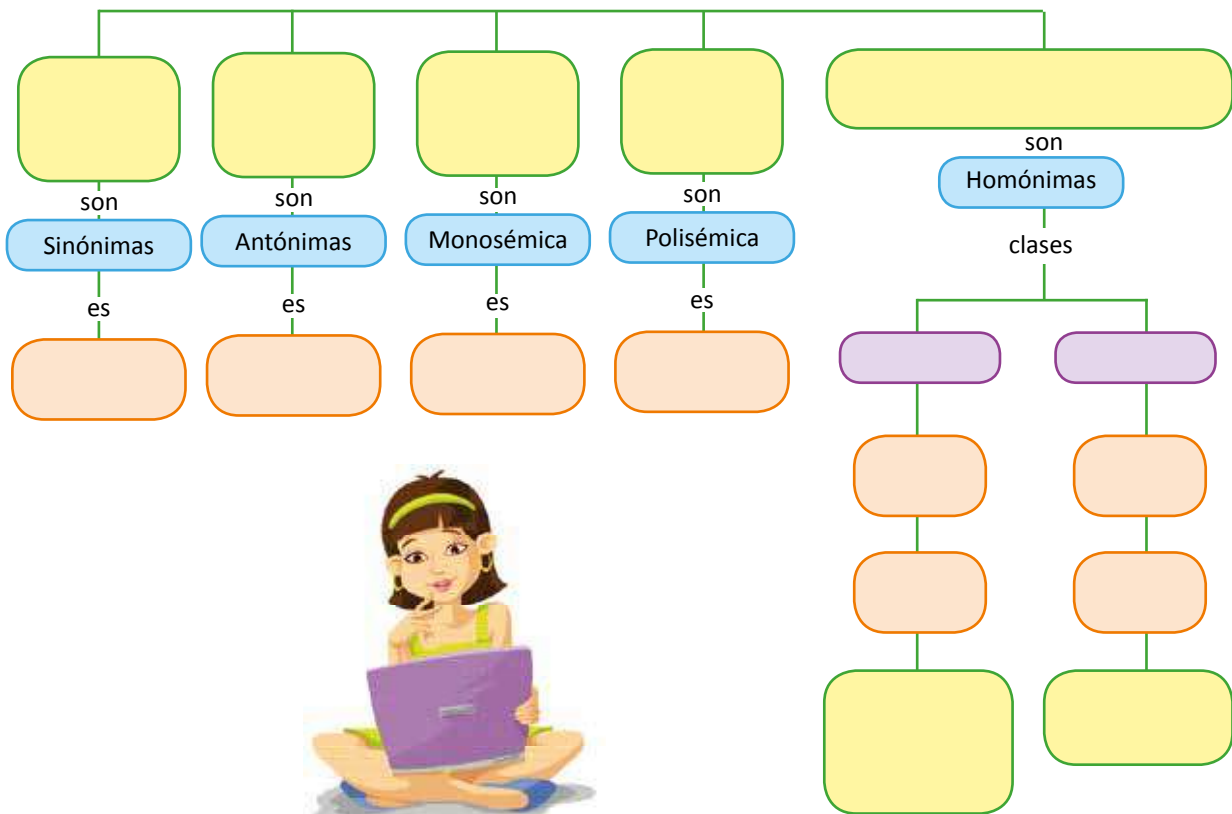 son
Homónimas
son
son
son
son
Sinónimas
Antónimas
Monosémica
Polisémica
clases
es
es
es
es